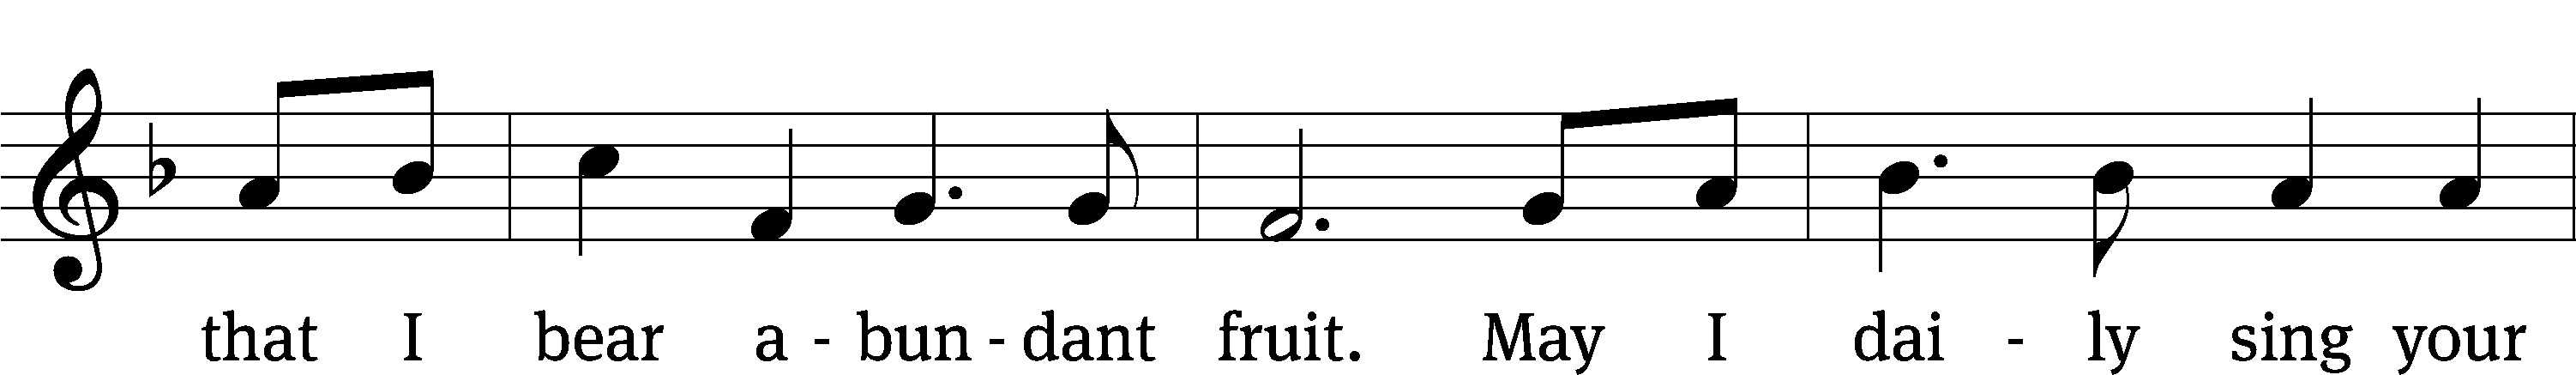 that I bear a - bun - dant fruit. May I dai - ly sing your